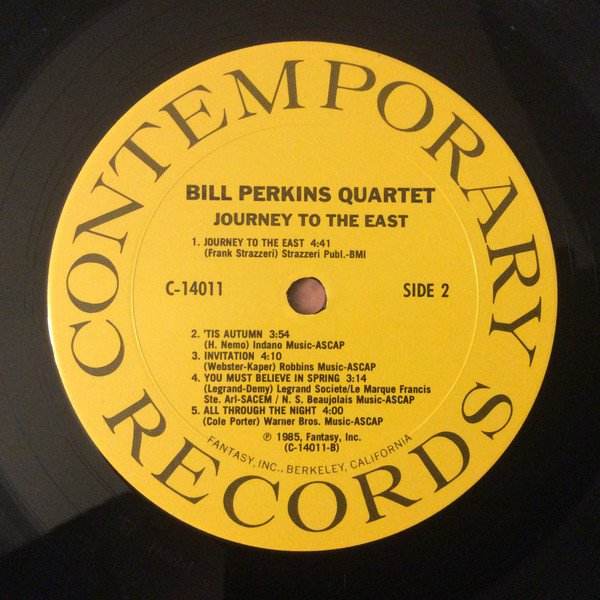 CONTEMPORARY
BILL PERKINS QUARTET
JOURNEY TO THE EAST
1. JOURNEY TO THE EAST 4:41
(Frank Strazzeri) Strazzeri Publ.-BMI
C-14011
SIDE 2
2. 'TIS AUTUMN 3:54
(H. Nemo) Indano Music-ASCAP
3. INVITATION 4:10
(Webster-Kaper) Robbins Music-ASCAP
4. YOU MUST BELIEVE IN SPRING 3:14
(Legrand-Demy) Legrand Societe/Le Marque Francis
Ste. Arl-SACEM / N. S. Beaujolais Music-ASCAP
5. ALL THROUGH THE NIGHT 4:00
(Cole Porter) Warner Bros. Music-ASCAP
℗ 1985, Fantasy, Inc.
(C-14011-B)
FANTASY, INC., BERKELEY, CALIFORNIA
RECORDS